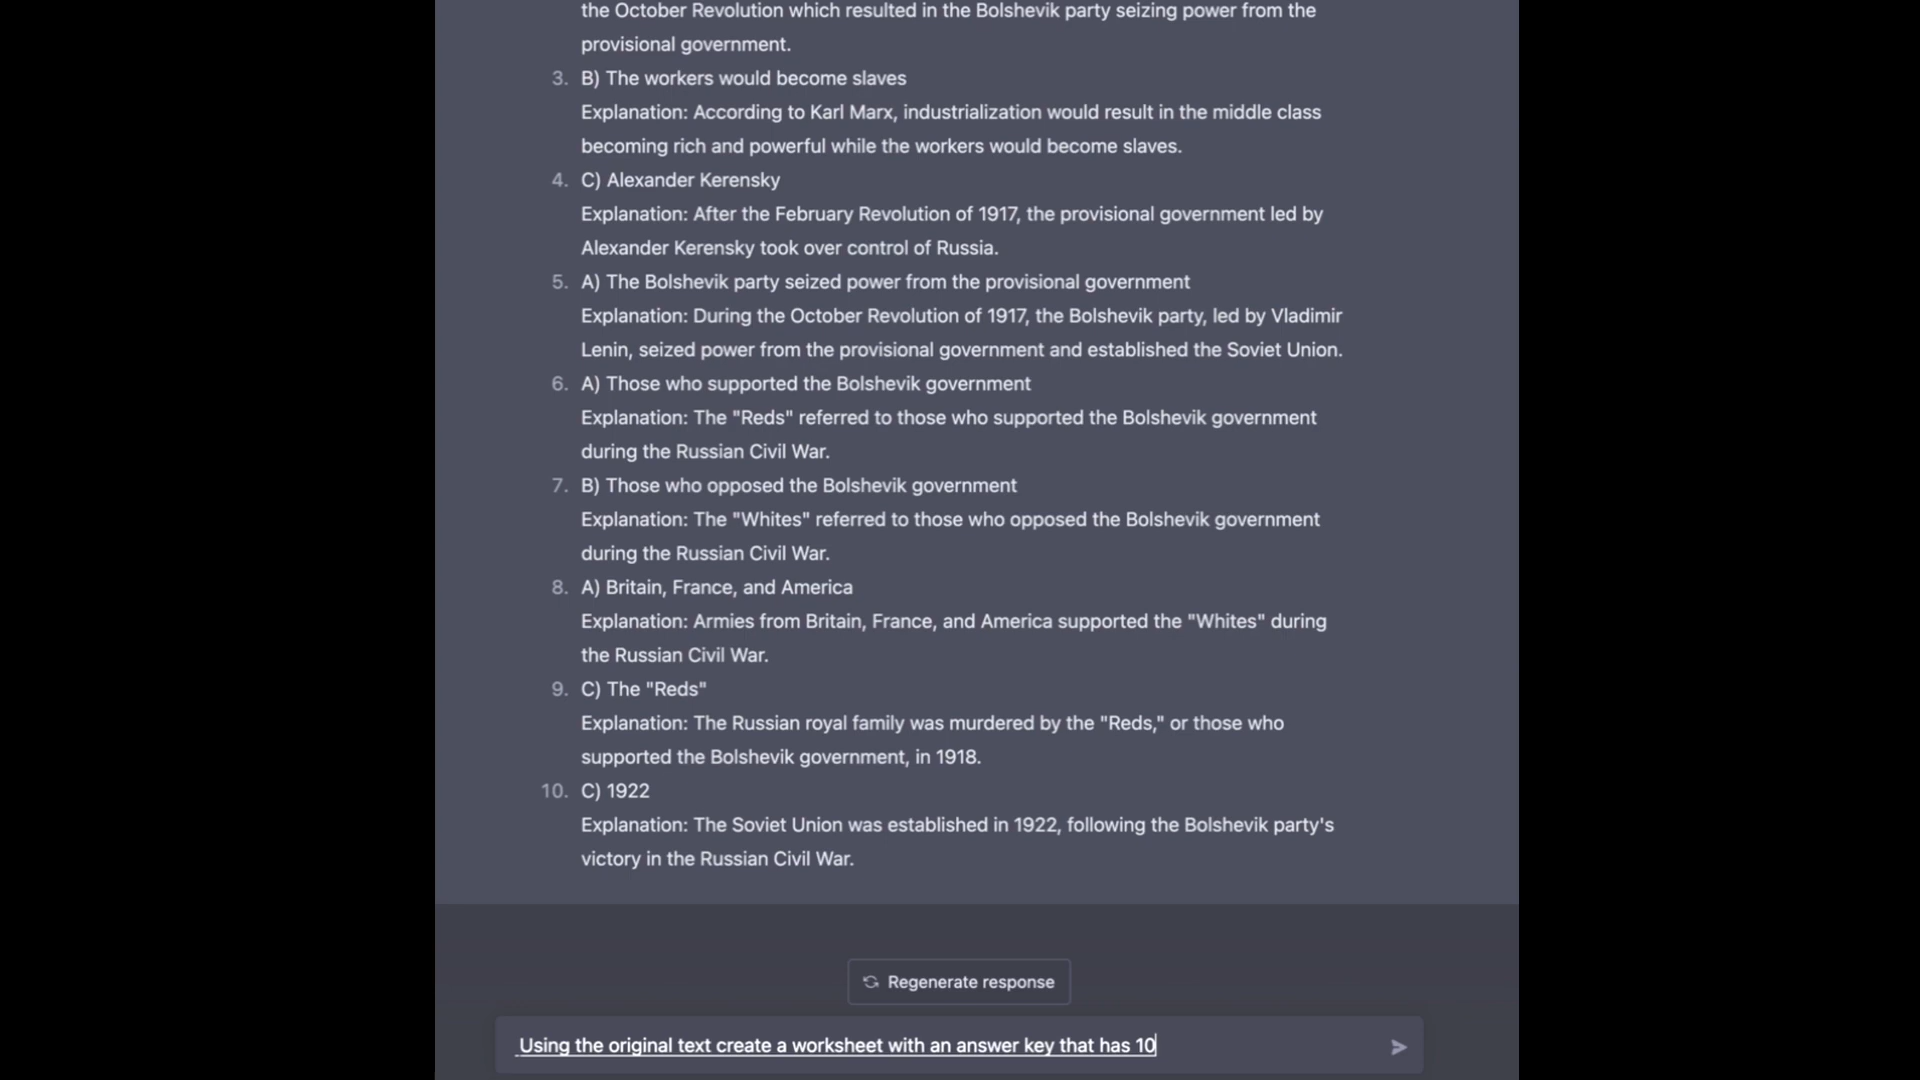 the October Revolution which resulted in the Bolshevik party seizing power from the
provisional government.
3. B) The workers would become slaves
Explanation: According to Karl Marx, industrialization would result in the middle class
becoming rich and powerful while the workers would become slaves.
4. C) Alexander Kerensky
Explanation: After the February Revolution of 1917, the provisional government led by
Alexander Kerensky took over control of Russia.
5. A) The Bolshevik party seized power from the provisional government
Explanation: During the October Revolution of 1917, the Bolshevik party, led by Vladimir
Lenin, seized power from the provisional government and established the Soviet Union.
6. A) Those who supported the Bolshevik government
Explanation: The "Reds" referred to those who supported the Bolshevik government
during the Russian Civil War.
7. B) Those who opposed the Bolshevik government
Explanation: The "Whites" referred to those who opposed the Bolshevik government
during the Russian Civil War.
8. A) Britain, France, and America
Explanation: Armies from Britain, France, and America supported the "Whites" during
the Russian Civil War.
9. C) The "Reds"
Explanation: The Russian royal family was murdered by the "Reds," or those who
supported the Bolshevik government, in 1918.
10. C) 1922
Explanation: The Soviet Union was established in 1922, following the Bolshevik party's
victory in the Russian Civil War.
Regenerate response
Using the original text create a worksheet with an answer key that has 10